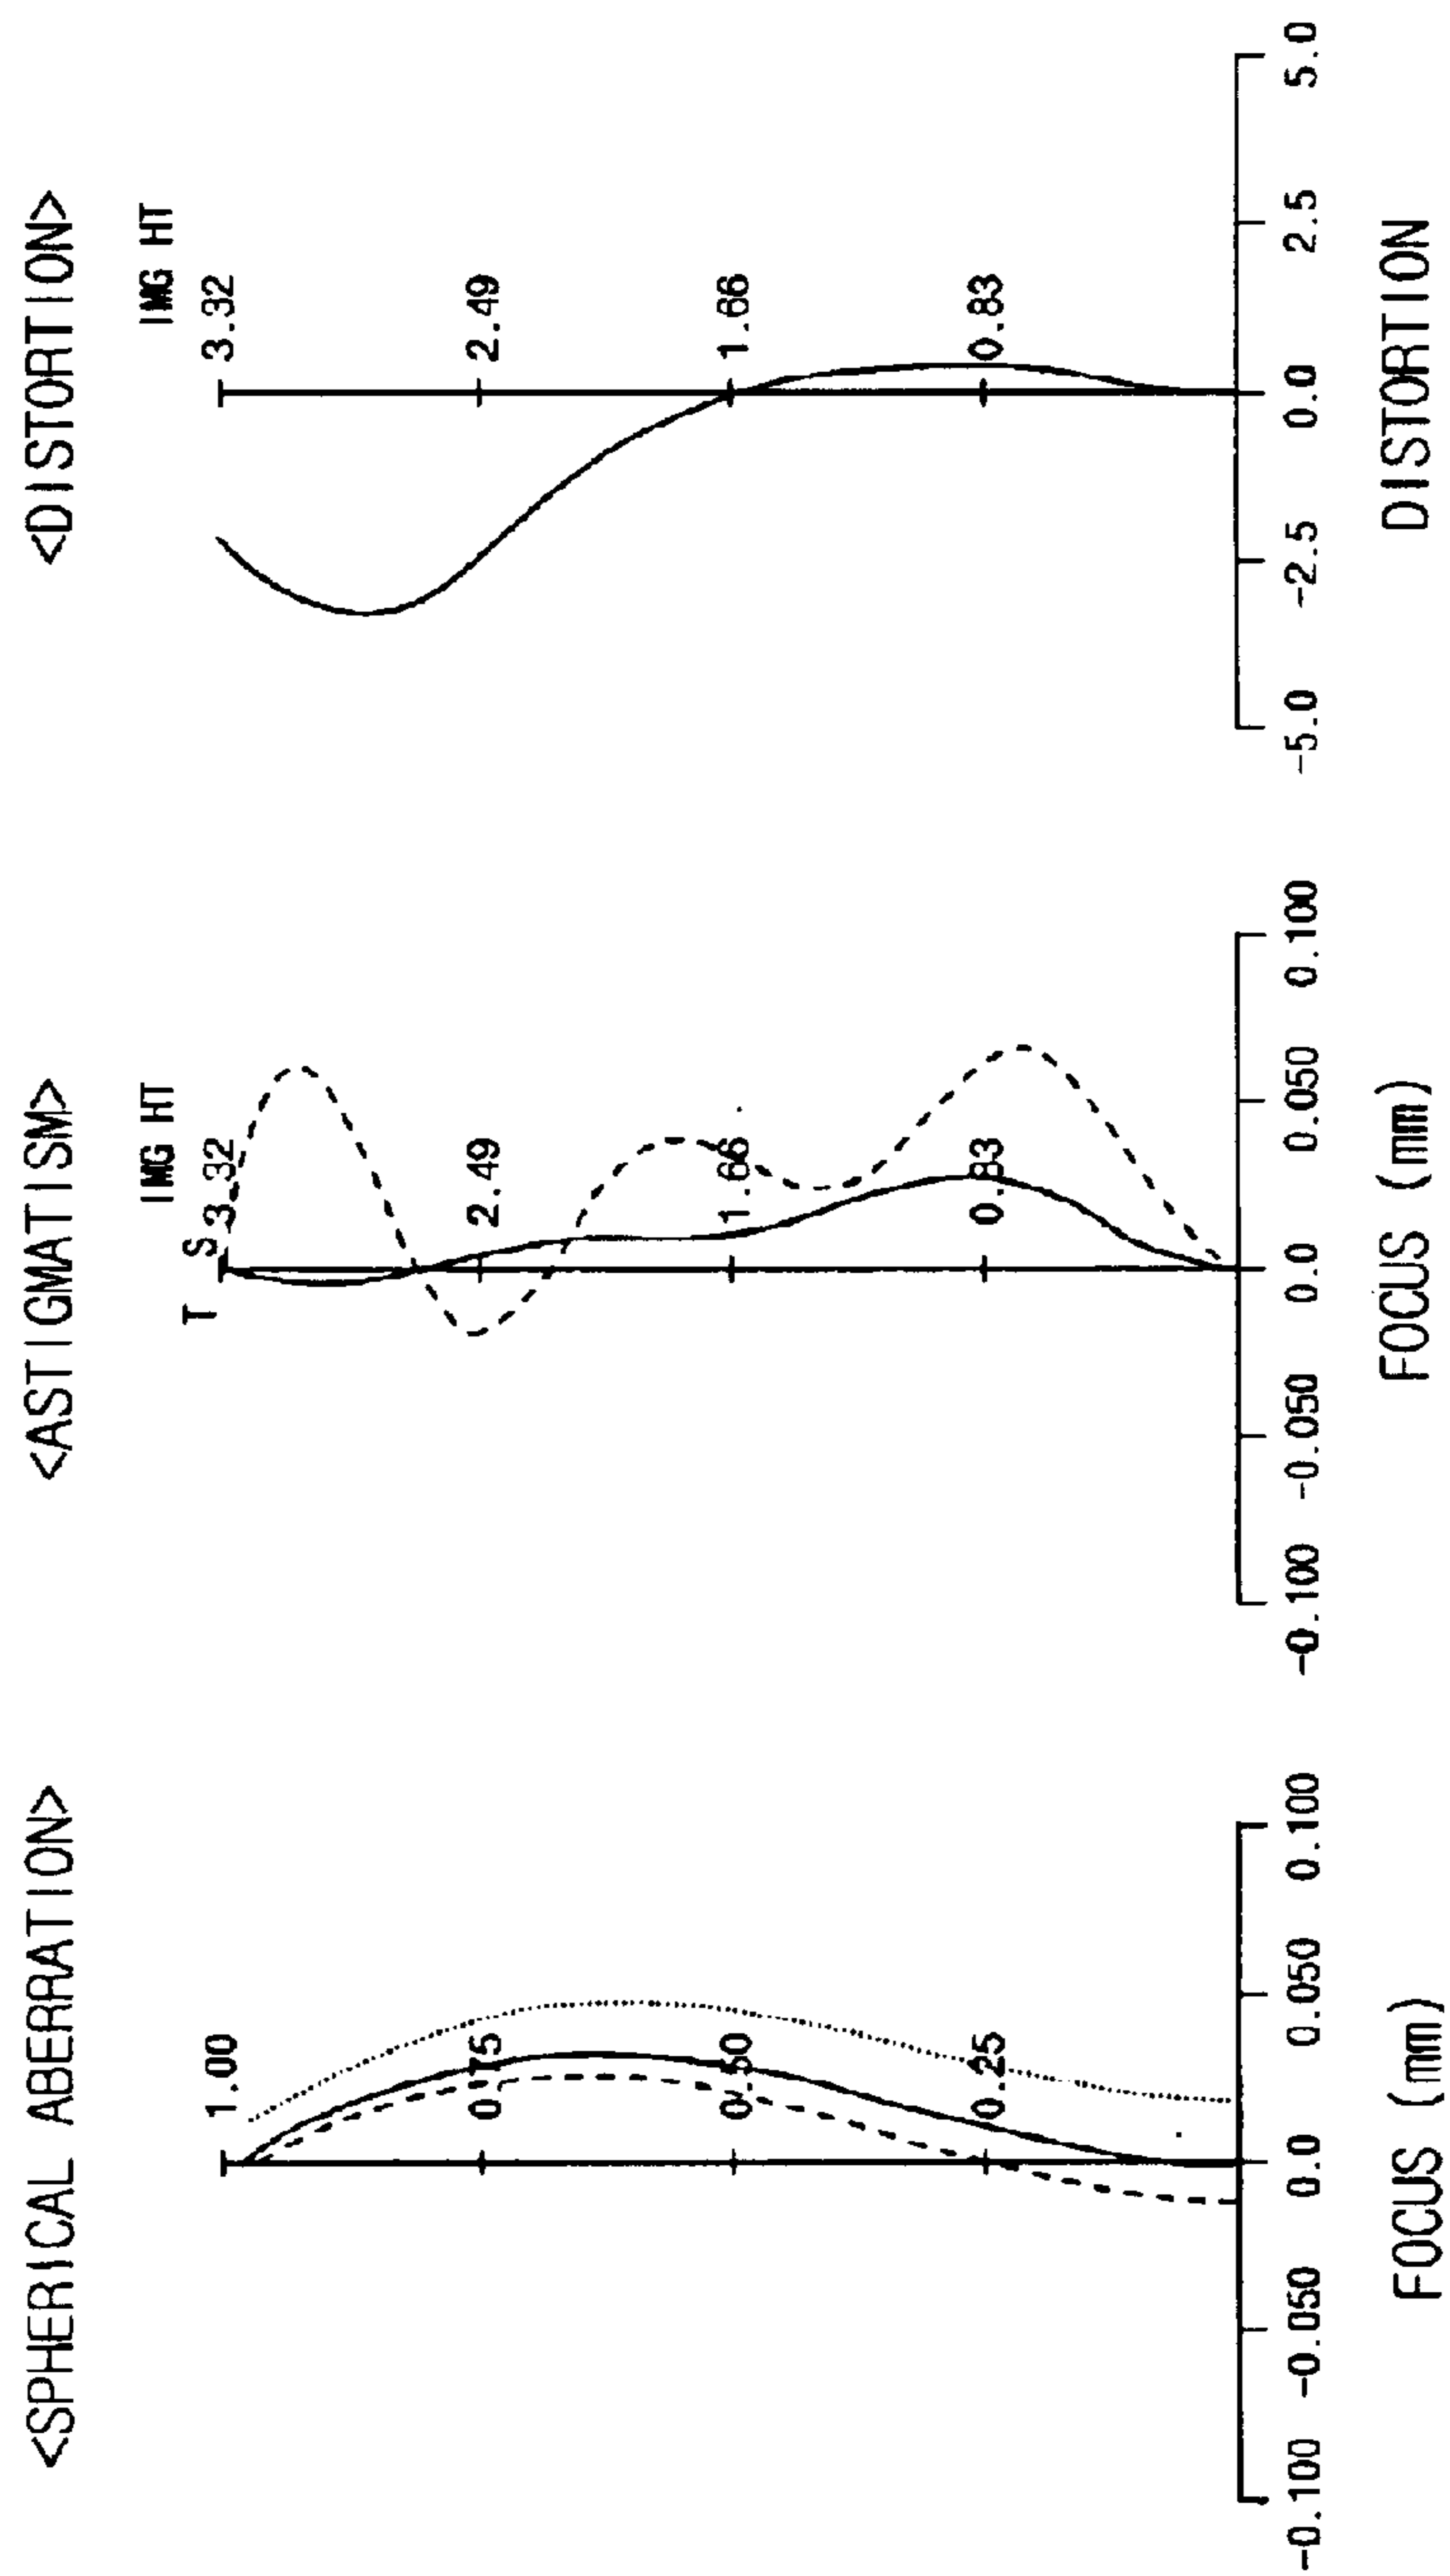 <SPHERICAL ABERRATION>
1.00
0.75
0.50
0.25
-0.100 -0.050 0.0 0.050 0.100
FOCUS (mm)
<ASTIGMATISM>
IMG HT
T S
3.32
2.49
1.66
0.83
-0.100 -0.050 0.0 0.050 0.100
FOCUS (mm)
<DISTORTION>
IMG HT
3.32
2.49
1.66
0.83
-5.0 -2.5 0.0 2.5 5.0
DISTORTION